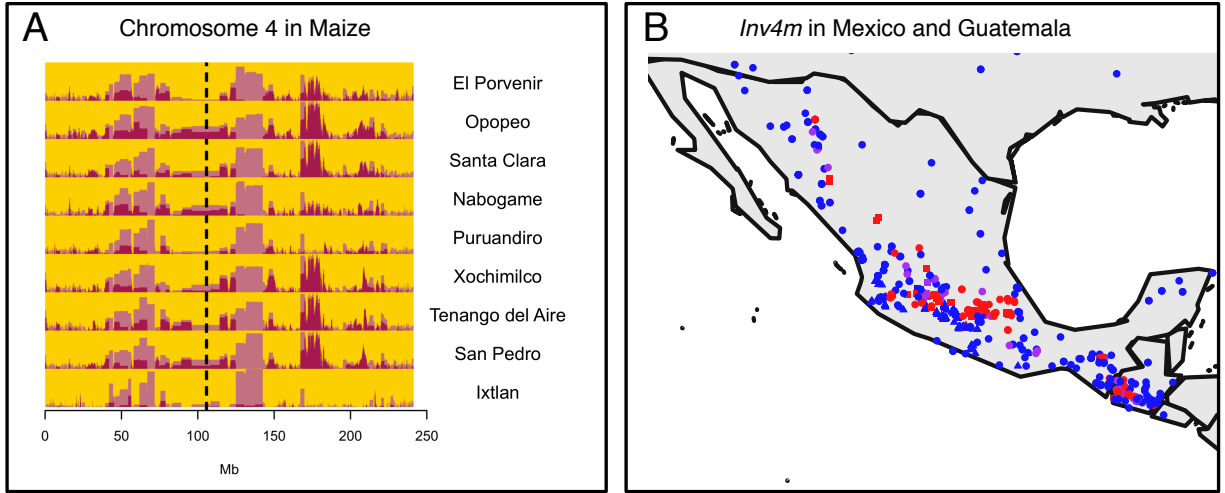 A
Chromosome 4 in Maize
El Porvenir
Opopeo
Santa Clara
Nabogame
Puruandiro
Xochimilco
Tenango del Aire
San Pedro
Ixtlan
0 50 100 150 200 250
Mb
B
Inv4m in Mexico and Guatemala